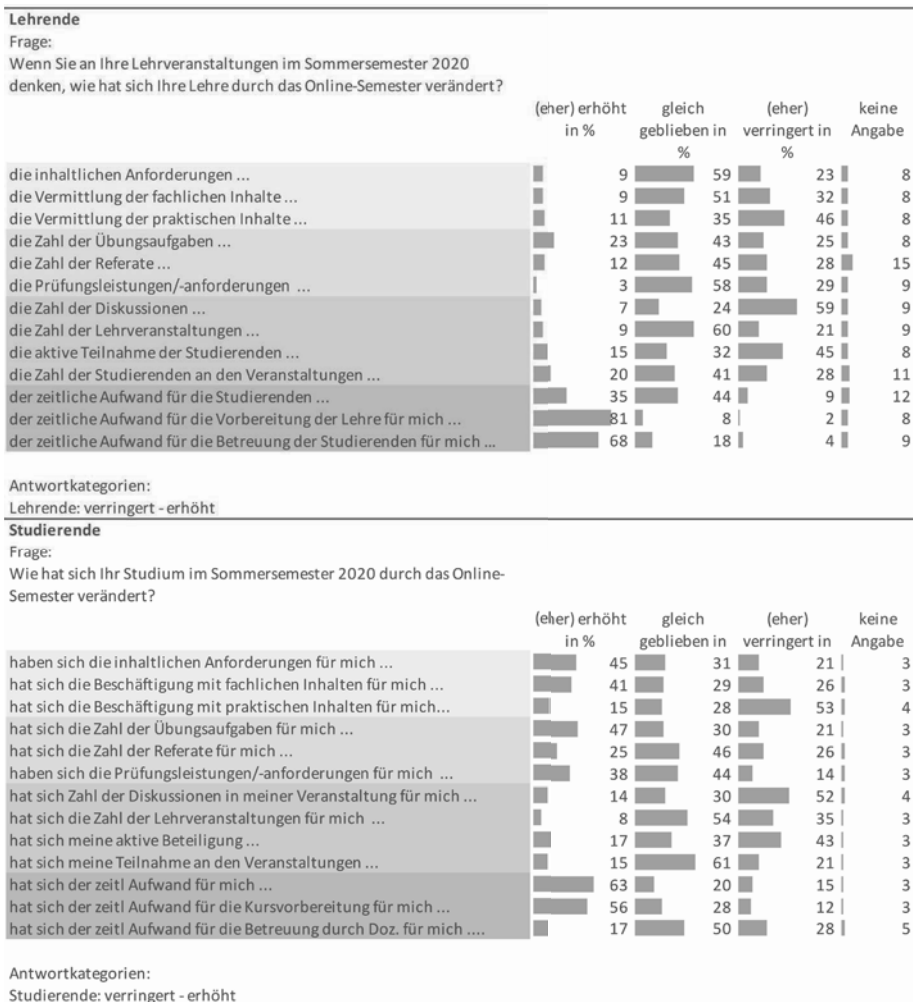 Lehrende
Frage:
Wenn Sie an Ihre Lehrveranstaltungen im Sommersemester 2020
denken, wie hat sich Ihre Lehre durch das Online-Semester verändert?
(eher) erhöht gleich (eher) keine
in % geblieben in verringert in Angabe
% %
die inhaltlichen Anforderungen ... 9 59 23 8
die Vermittlung der fachlichen Inhalte ... 9 51 32 8
die Vermittlung der praktischen Inhalte ... 11 35 46 8
die Zahl der Übungsaufgaben ... 23 43 25 8
die Zahl der Referate ... 12 45 28 15
die Prüfungsleistungen/-anforderungen ... 3 58 29 9
die Zahl der Diskussionen ... 7 24 59 9
die Zahl der Lehrveranstaltungen ... 9 60 21 9
die aktive Teilnahme der Studierenden ... 15 32 45 8
die Zahl der Studierenden an den Veranstaltungen ... 20 41 28 11
der zeitliche Aufwand für die Studierenden ... 35 44 9 12
der zeitliche Aufwand für die Vorbereitung der Lehre für mich ... 81 8 2 8
der zeitliche Aufwand für die Betreuung der Studierenden für mich ... 68 18 4 9
Antwortkategorien:
Lehrende: verringert - erhöht
Studierende
Frage:
Wie hat sich Ihr Studium im Sommersemester 2020 durch das Online-
Semester verändert?
(eher) erhöht gleich (eher) keine
in % geblieben in verringert in Angabe
haben sich die inhaltlichen Anforderungen für mich ... 45 31 21 3
hat sich die Beschäftigung mit fachlichen Inhalten für mich ... 41 29 26 3
hat sich die Beschäftigung mit praktischen Inhalten für mich... 15 28 53 4
hat sich die Zahl der Übungsaufgaben für mich ... 47 30 21 3
hat sich die Zahl der Referate für mich ... 25 46 26 3
haben sich die Prüfungsleistungen/-anforderungen für mich ... 38 44 14 3
hat sich Zahl der Diskussionen in meiner Veranstaltung für mich ... 14 30 52 4
hat sich die Zahl der Lehrveranstaltungen für mich ... 8 54 35 3
hat sich meine aktive Beteiligung ... 17 37 43 3
hat sich meine Teilnahme an den Veranstaltungen ... 15 61 21 3
hat sich der zeitl Aufwand für mich ... 63 20 15 3
hat sich der zeitl Aufwand für die Kursvorbereitung für mich ... 56 28 12 3
hat sich der zeitl Aufwand für die Betreuung durch Doz. für mich .... 17 50 28 5
Antwortkategorien:
Studierende: verringert - erhöht